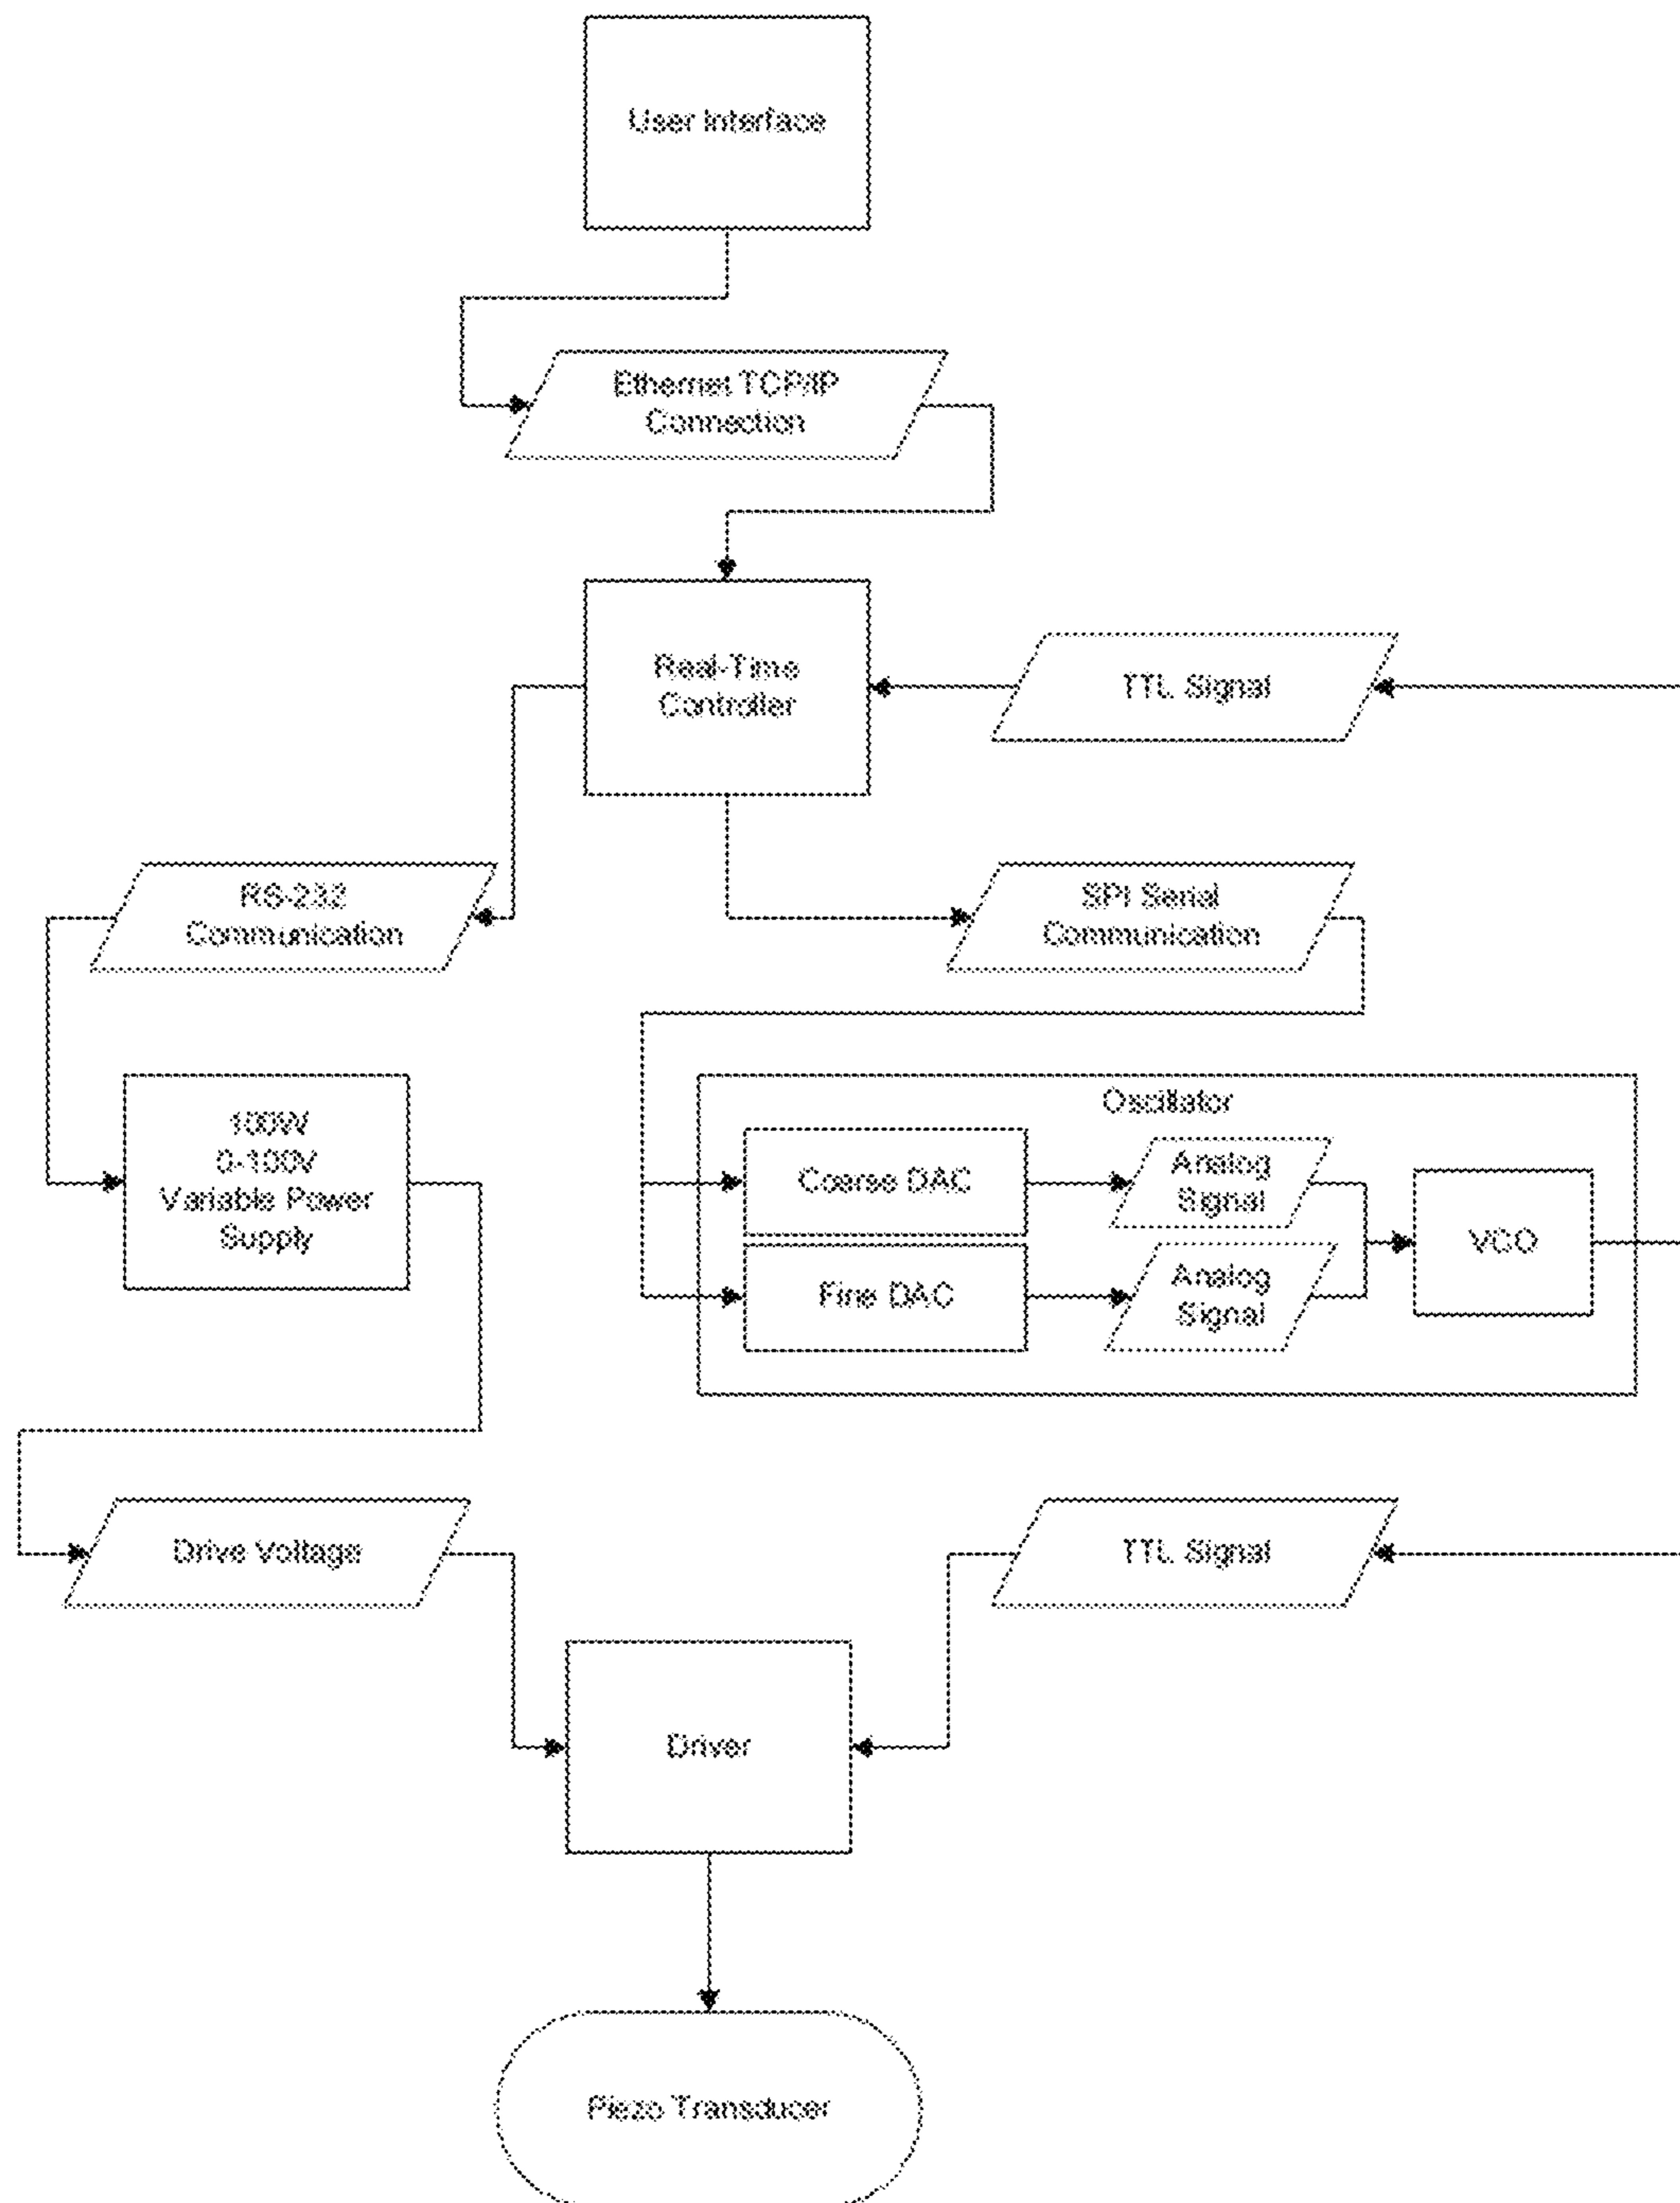 User Interface
Ethernet TCP/IP
Connection
Real-Time
Controller
TTL Signal
RS-232
Communication
SPI Serial
Communication
100W
0-100V
Variable Power
Supply
Oscillator
Coarse DAC
Analog
Signal
VCO
Fine DAC
Analog
Signal
Drive Voltage
TTL Signal
Driver
Piezo Transducer